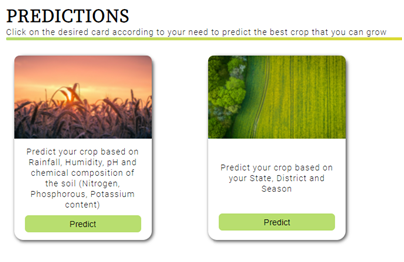 PREDICTIONS
Click on the desired card according to your need to predict the best crop that you can grow
Predict your crop based on
Rainfall, Humidity, pH and
chemical composition of
the soil (Nitrogen,
Phosphorous, Potassium
content)
Predict
Predict your crop based on
your State, District and
Season
Predict